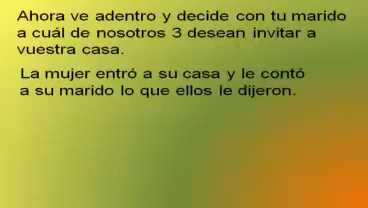 Ahora ve adentro y decide con tu marido
a cuál de nosotros 3 desean invitar a
vuestra casa.
La mujer entró a su casa y le contó
a su marido lo que ellos le dijeron.